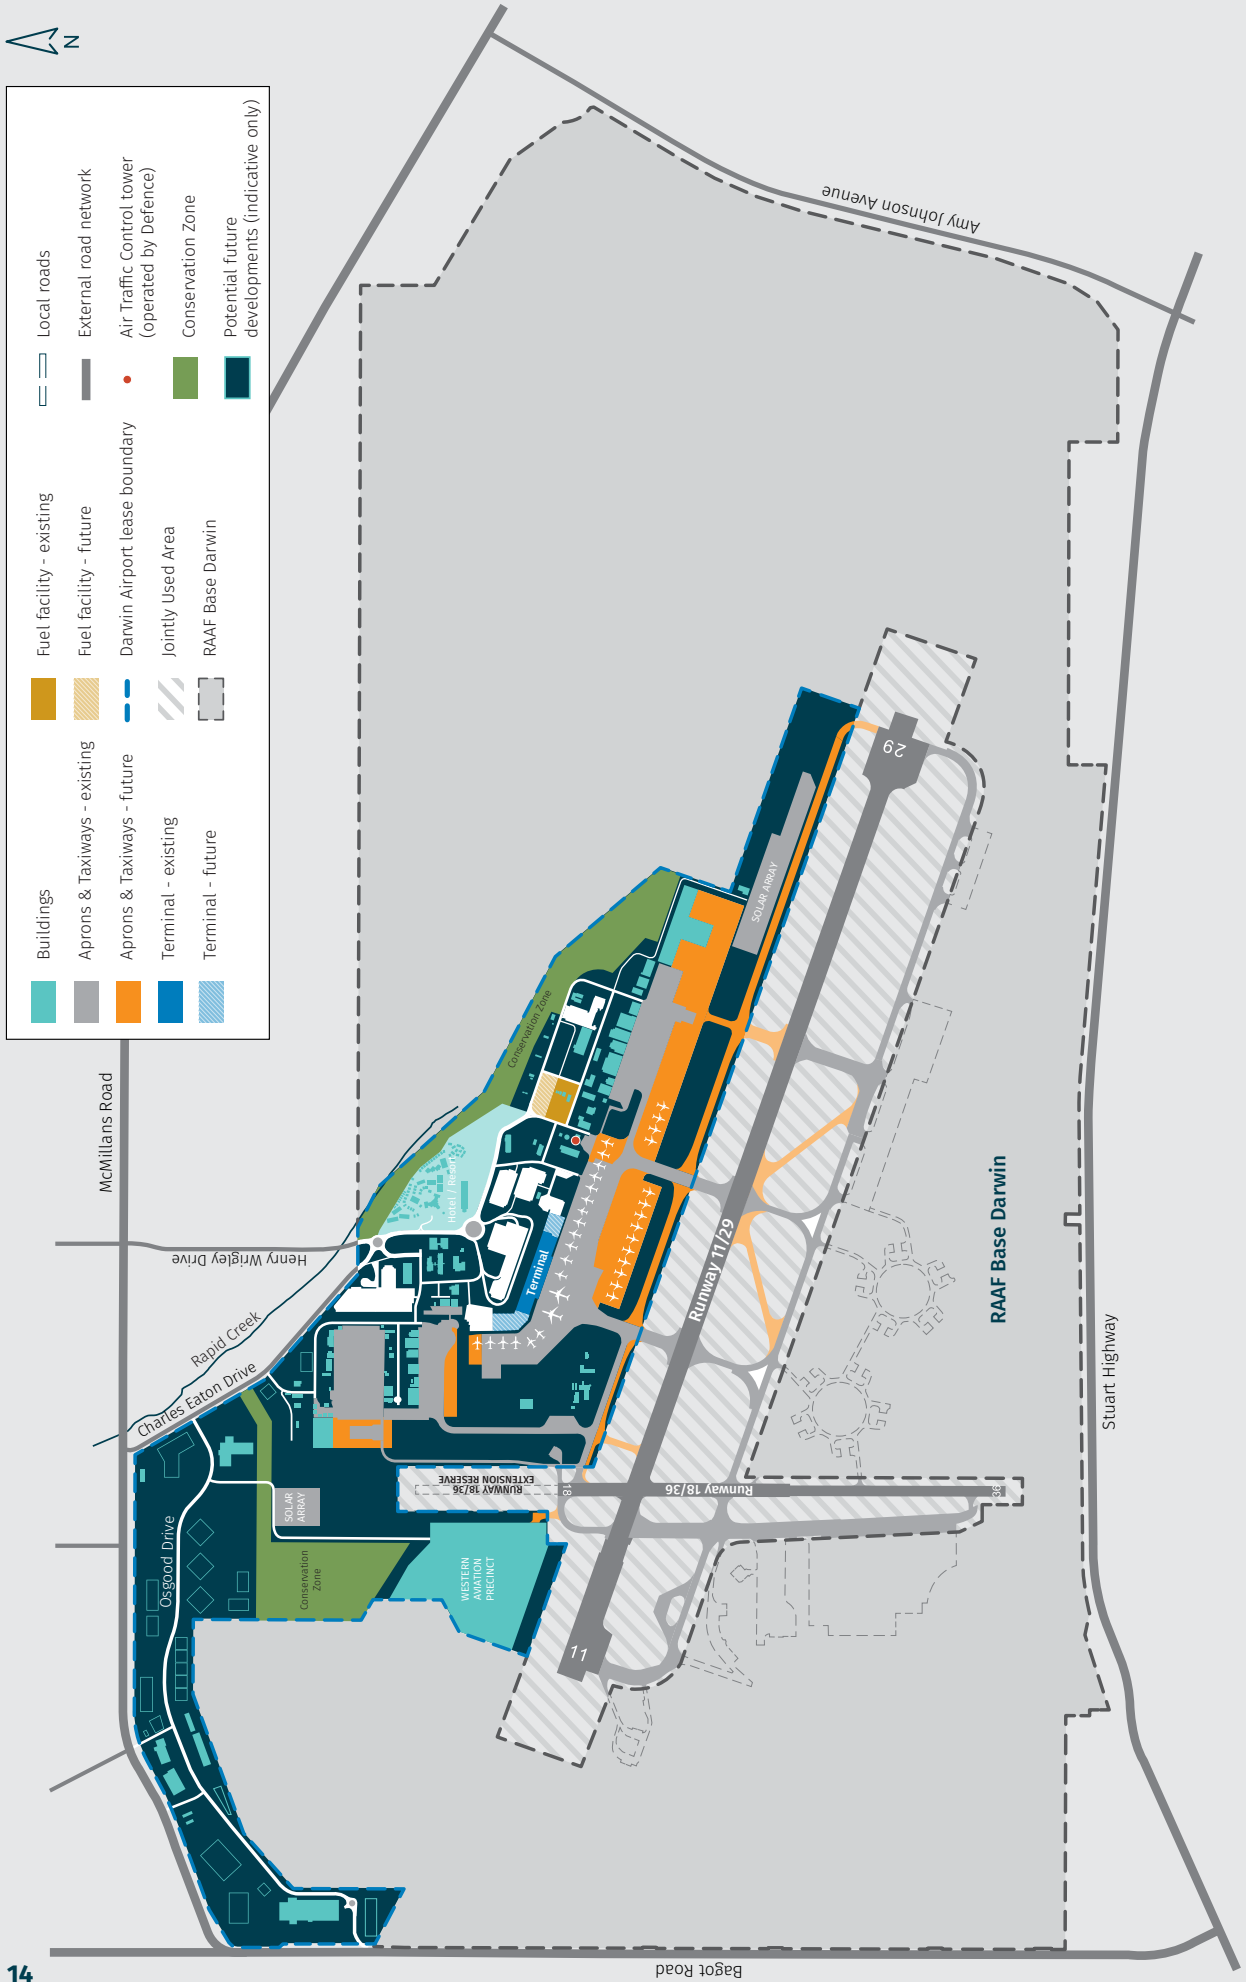 N
Buildings
Aprons & Taxiways - existing
Aprons & Taxiways - future
Terminal - existing
Terminal - future
Fuel facility - existing
Fuel facility - future
Darwin Airport lease boundary
Jointly Used Area
RAAF Base Darwin
Local roads
External road network
Air Traffic Control tower
(operated by Defence)
Conservation Zone
Potential future
developments (indicative only)
McMillans Road
Henry Wrigley Drive
Rapid Creek
Charles Eaton Drive
Osgood Drive
Bagot Road
Stuart Highway
Amy Johnson Avenue
Conservation Zone
Hotel / Resort
Terminal
SOLAR ARRAY
SOLAR
ARRAY
Conservation
Zone
WESTERN
AVIATION
PRECINCT
RUNWAY 18/36
EXTENSION RESERVE
18
Runway 18/36
36
11
Runway 11/29
29
RAAF Base Darwin
14